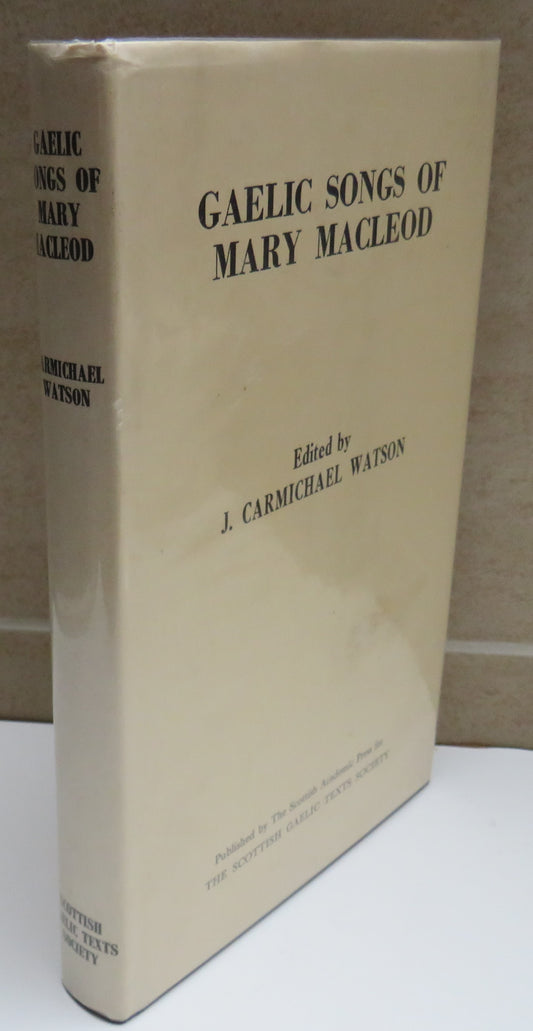 GAELIC
SONGS OF
MARY
MACLEOD
CARMICHAEL
WATSON
SCOTTISH
GAELIC TEXTS
SOCIETY
GAELIC SONGS OF
MARY MACLEOD
Edited by
J. CARMICHAEL WATSON
Published by The Scottish Academic Press for
THE SCOTTISH GAELIC TEXTS SOCIETY